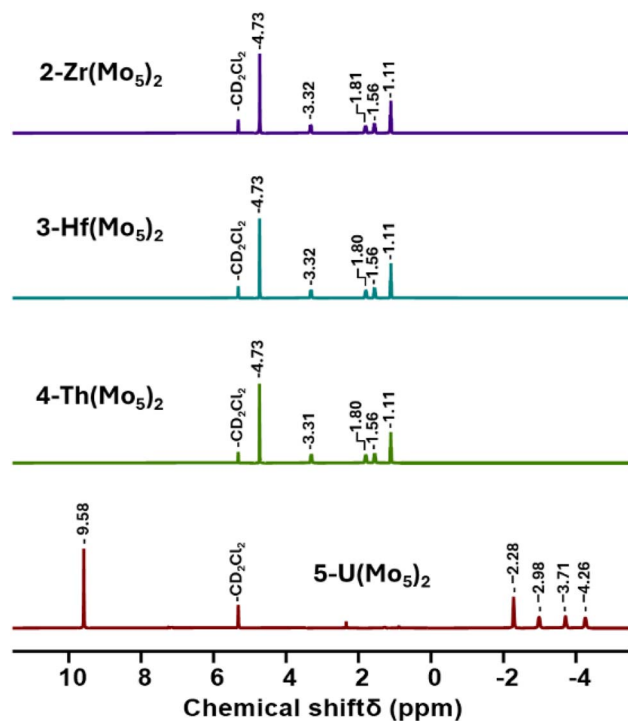 2-Zr(Mo₅)₂
-CD₂Cl₂
-4.73
-3.32
1.81
-1.56
-1.11
3-Hf(Mo₅)₂
-CD₂Cl₂
-4.73
-3.32
1.80
-1.56
-1.11
4-Th(Mo₅)₂
-CD₂Cl₂
-4.73
-3.31
1.80
-1.56
-1.11
5-U(Mo₅)₂
- 9.58
-CD₂Cl₂
--2.28
--2.98
--3.71
--4.26
10 8 6 4 2 0 -2 -4
Chemical shiftδ (ppm)